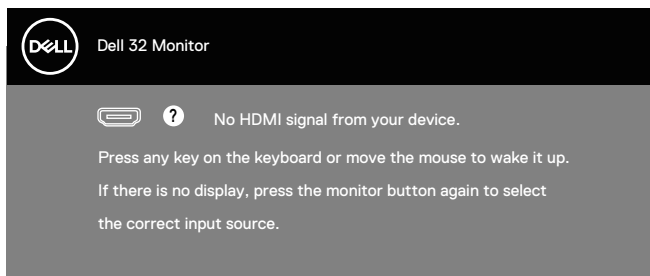 DELL
Dell 32 Monitor
? No HDMI signal from your device.
Press any key on the keyboard or move the mouse to wake it up.
If there is no display, press the monitor button again to select
the correct input source.